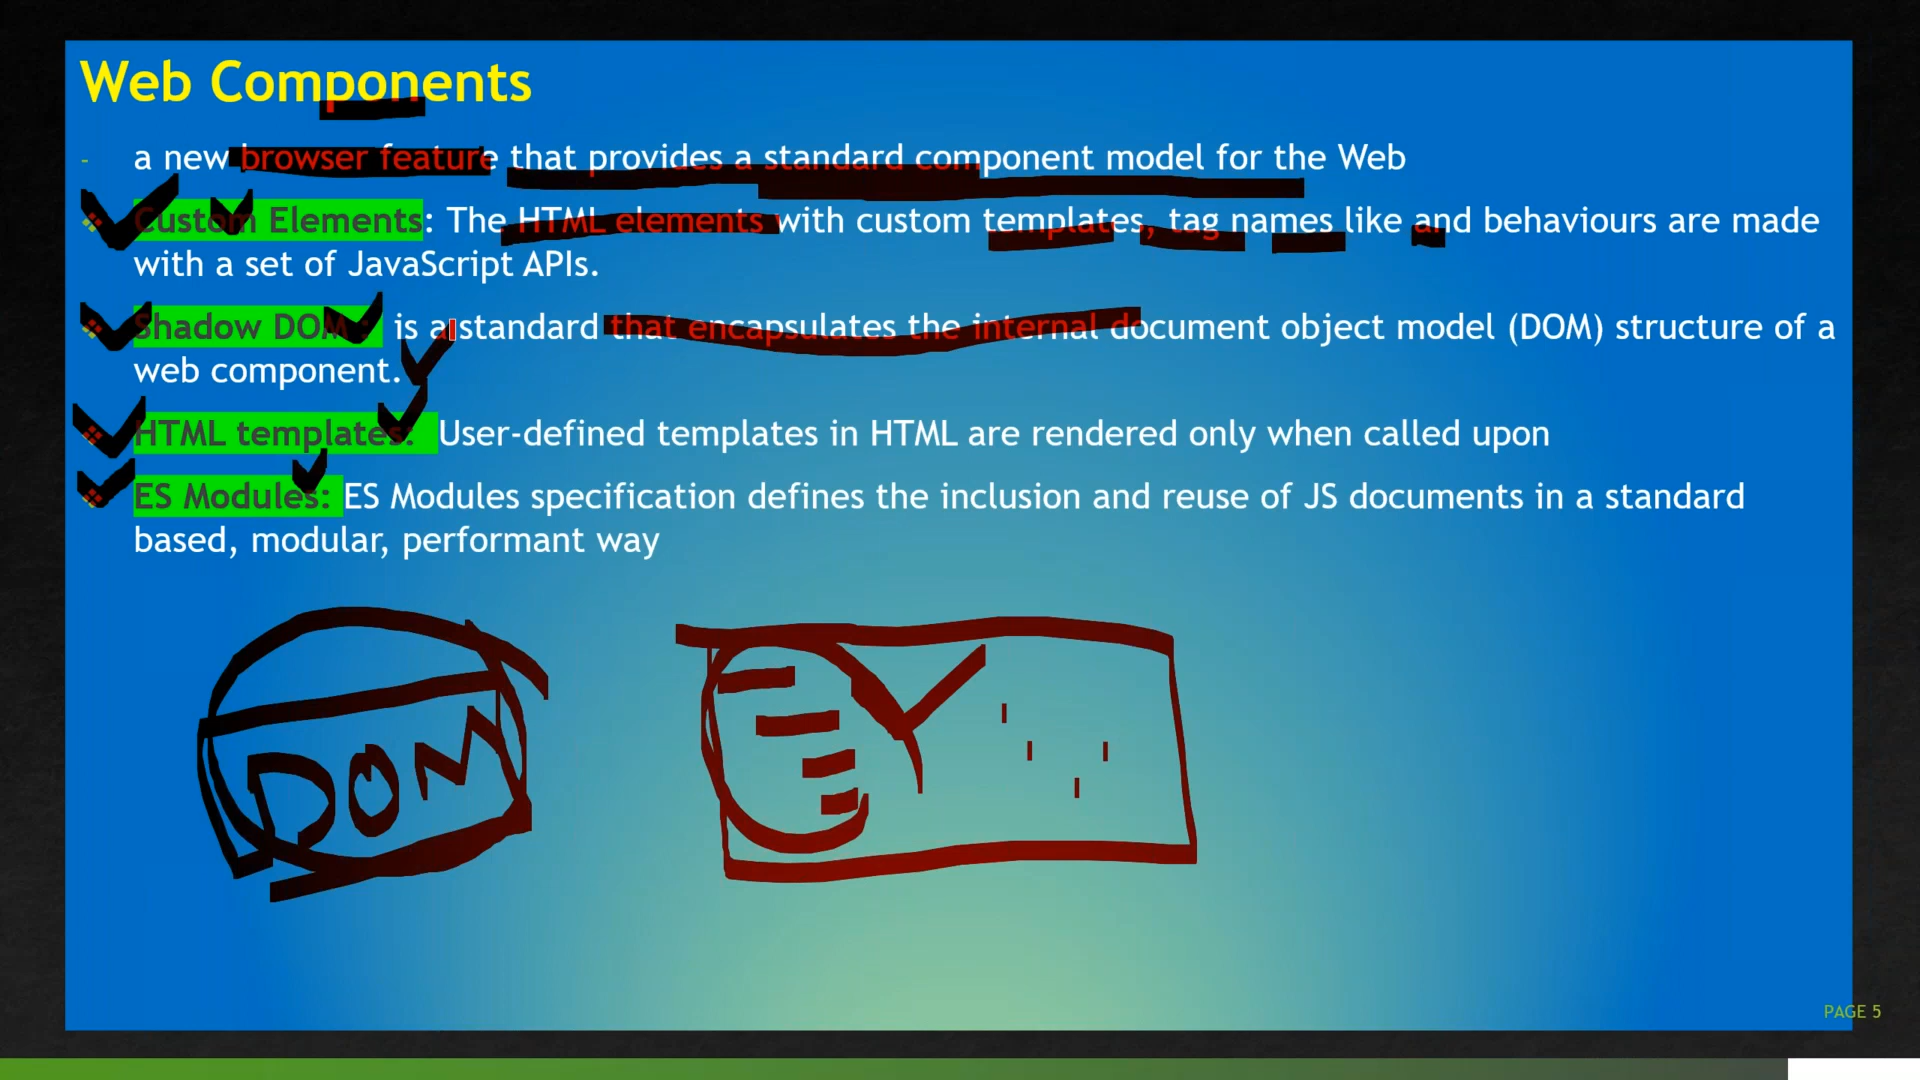 Web Components
- a new browser feature that provides a standard component model for the Web
Custom Elements: The HTML elements with custom templates, tag names like and behaviours are made
with a set of JavaScript APIs.
Shadow DOM : is a standard that encapsulates the internal document object model (DOM) structure of a
web component.
HTML templates: User-defined templates in HTML are rendered only when called upon
ES Modules: ES Modules specification defines the inclusion and reuse of JS documents in a standard
based, modular, performant way
DOM
PAGE 5